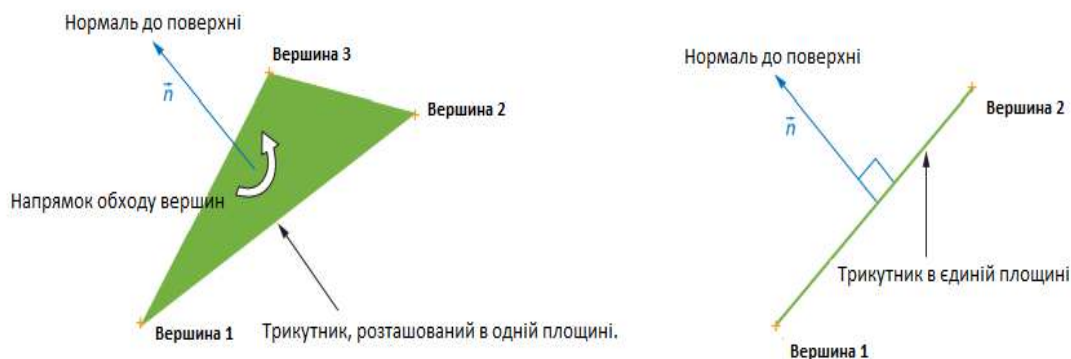 Нормаль до поверхні
Вершина 3
n
Вершина 2
Напрямок обходу вершин
Вершина 1
Трикутник, розташований в одній площині.
Нормаль до поверхні
Вершина 2
n
Трикутник в єдиній площині
Вершина 1